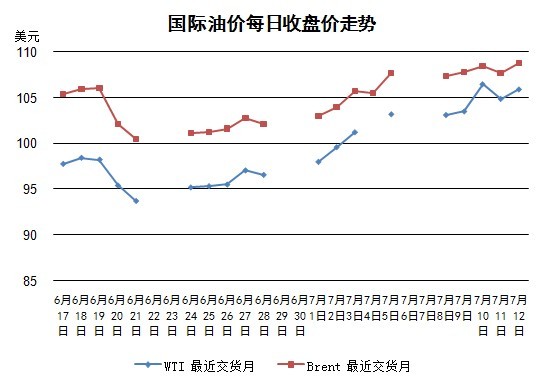 国际油价每日收盘价走势
美元
110
105
100
95
90
85
6月17日
6月18日
6月19日
6月20日
6月21日
6月22日
6月23日
6月24日
6月25日
6月26日
6月27日
6月28日
6月29日
6月30日
7月1日
7月2日
7月3日
7月4日
7月5日
7月6日
7月7日
7月8日
7月9日
7月10日
7月11日
7月12日
WTI 最近交货月
Brent 最近交货月